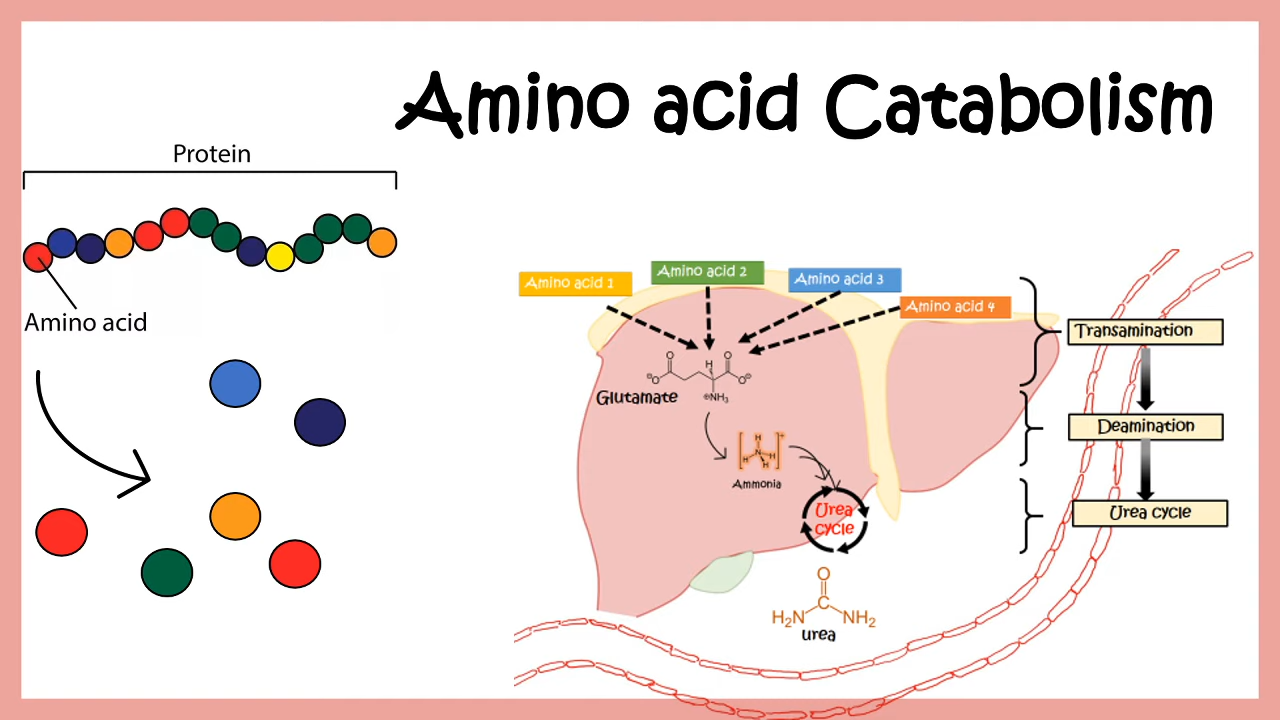 Amino acid Catabolism
Protein
Amino acid
Amino acid 1
Amino acid 2
Amino acid 3
Amino acid 4
Glutamate
O
⊖O
H
O
O⊖
⊕NH₃
[H H N H H]+
Ammonia
Urea
cycle
O
C
H₂N
NH₂
urea
Transamination
Deamination
Urea cycle